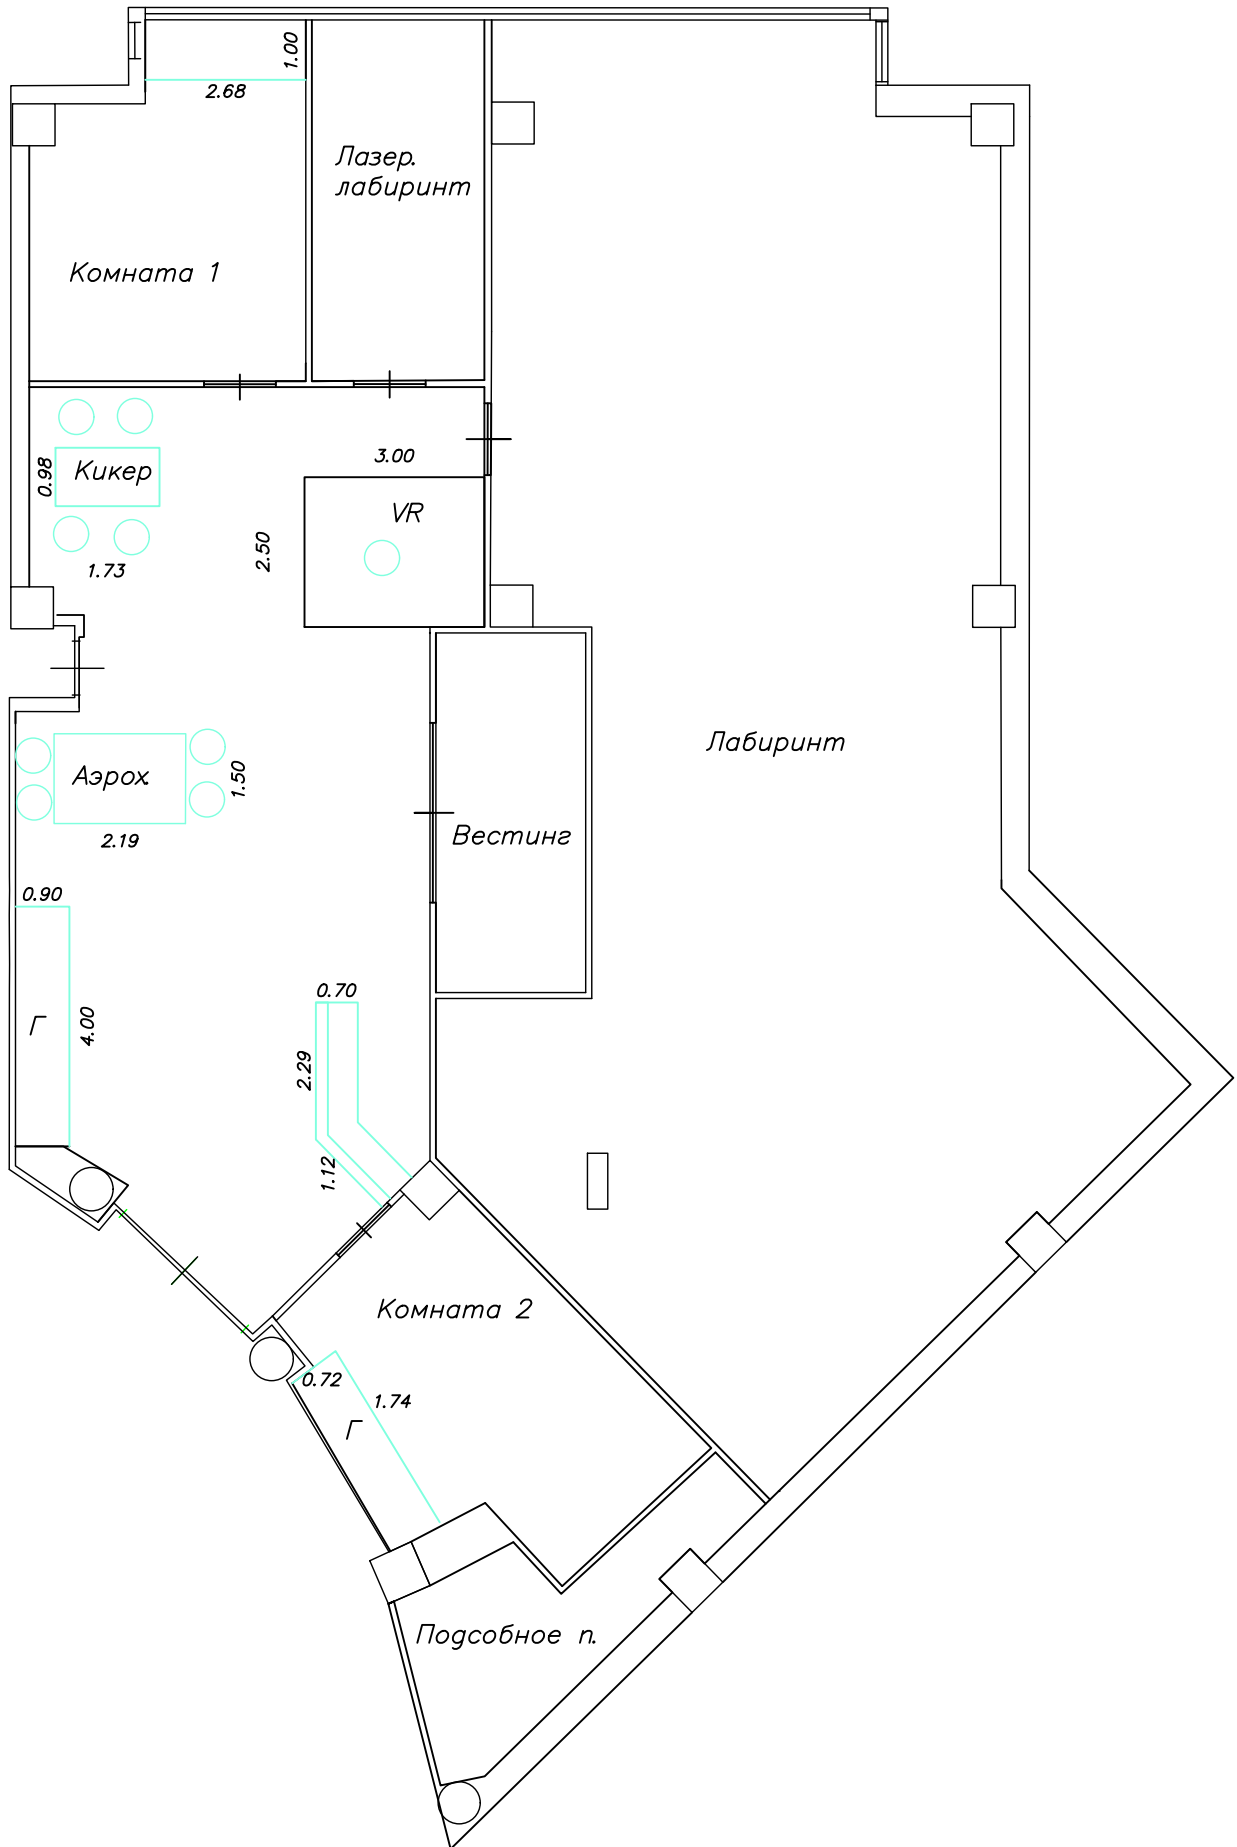 1.00
2.68
Лазер.
лабиринт
Комната 1
3.00
0.98
Кикер
VR
2.50
1.73
Лабиринт
Аэрох.
1.50
2.19
Вестинг
0.90
0.70
Г
4.00
2.29
1.12
Комната 2
0.72
1.74
Г
Подсобное п.